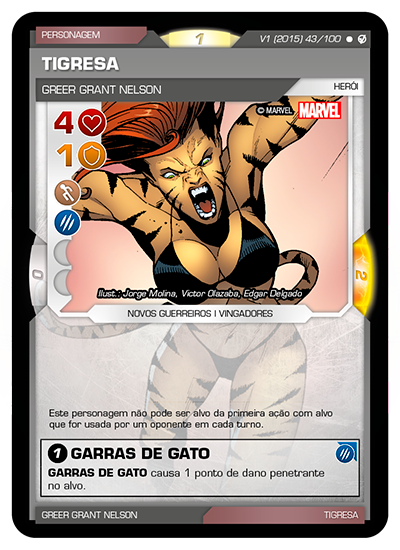 PERSONAGEM
1
V1 (2015) 43/100
TIGRESA
GREER GRANT NELSON
HERÓI
4
© MARVEL MARVEL
1
0
2
Ilust.: Jorge Molina, Victor Olazaba, Edgar Delgado
NOVOS GUERREIROS | VINGADORES
Este personagem não pode ser alvo da primeira ação com alvo
que for usada por um oponente em cada turno.
1 GARRAS DE GATO
GARRAS DE GATO causa 1 ponto de dano penetrante
no alvo.
GREER GRANT NELSON
TIGRESA